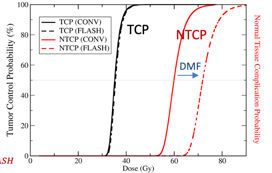 100
80
60
40
20
0
Tumor Control Probability (%)
TCP (CONV)
TCP (FLASH)
NTCP (CONV)
NTCP (FLASH)
TCP
NTCP
DMF
Normal Tissue Complication Probability
0 20 40 60 80
Dose (Gy)
ASH